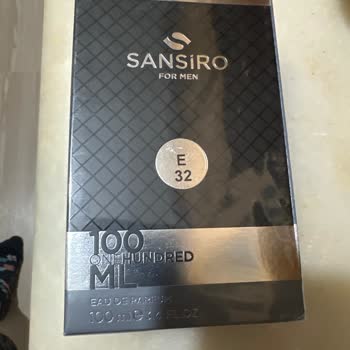 SANSiRO
FOR MEN
E
32
100
ONE HUNDRED
ML
EAU DE PARFUM
100 ml ℮ 3.4 FL.OZ